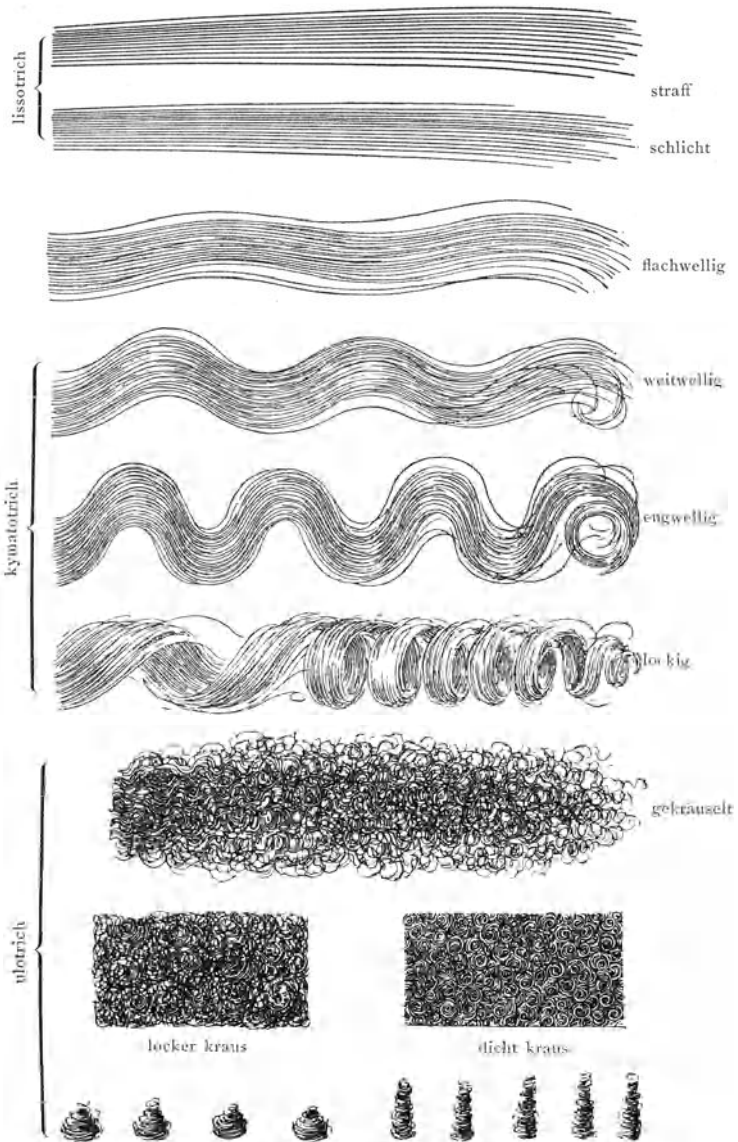 lissotrich
straff
schlicht
flachwellig
kymatotrich
weitwellig
engwellig
lockig
ulotrich
gekräuselt
locker kraus
dicht kraus